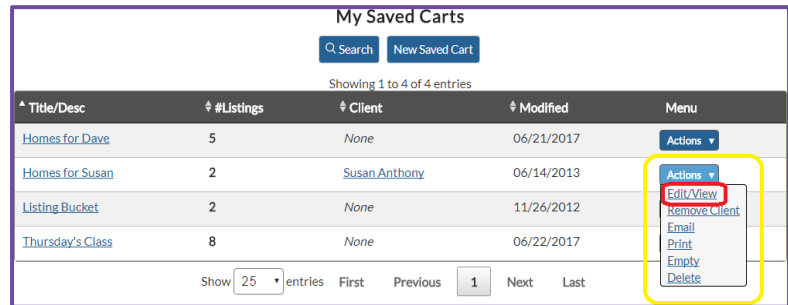 My Saved Carts
Search New Saved Cart
Showing 1 to 4 of 4 entries
Title/Desc #Listings Client Modified Menu
Homes for Dave 5 None 06/21/2017 Actions
Homes for Susan 2 Susan Anthony 06/14/2013 Actions
Edit/View
Listing Bucket 2 None 11/26/2012
Remove Client
Email
Thursday's Class 8 None 06/22/2017
Print
Empty
Delete
Show 25 entries First Previous 1 Next Last